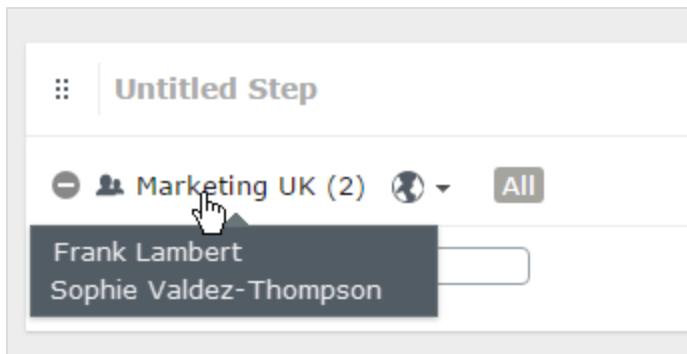 Untitled Step
Marketing UK (2) All
Frank Lambert
Sophie Valdez-Thompson